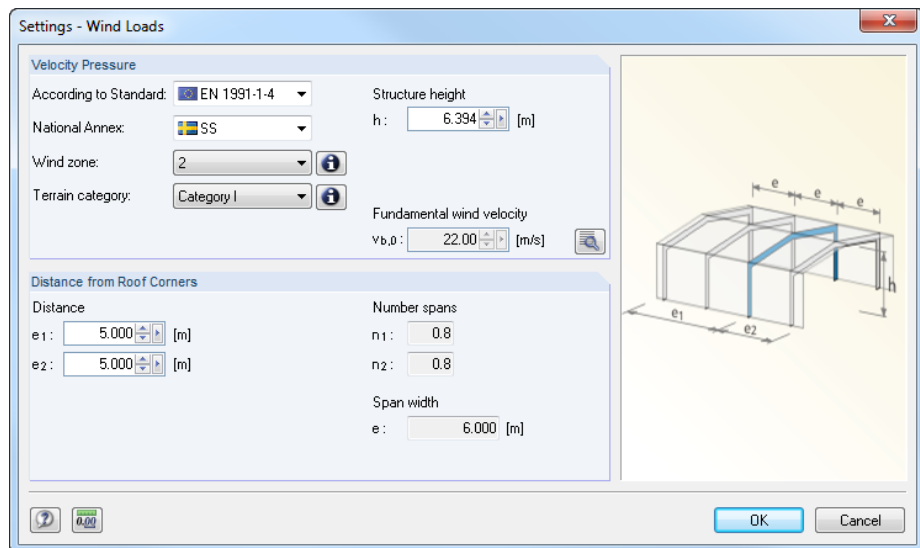 Settings - Wind Loads
Velocity Pressure
According to Standard: EN 1991-1-4
National Annex: SS
Wind zone: 2
Terrain category: Category I
Structure height
h : 6.394 [m]
Fundamental wind velocity
vb,0 : 22.00 [m/s]
Distance from Roof Corners
Distance
e1 : 5.000 [m]
e2 : 5.000 [m]
Number spans
n1 : 0.8
n2 : 0.8
Span width
e : 6.000 [m]
e
e
e
h
e1
e2
0.00
OK
Cancel